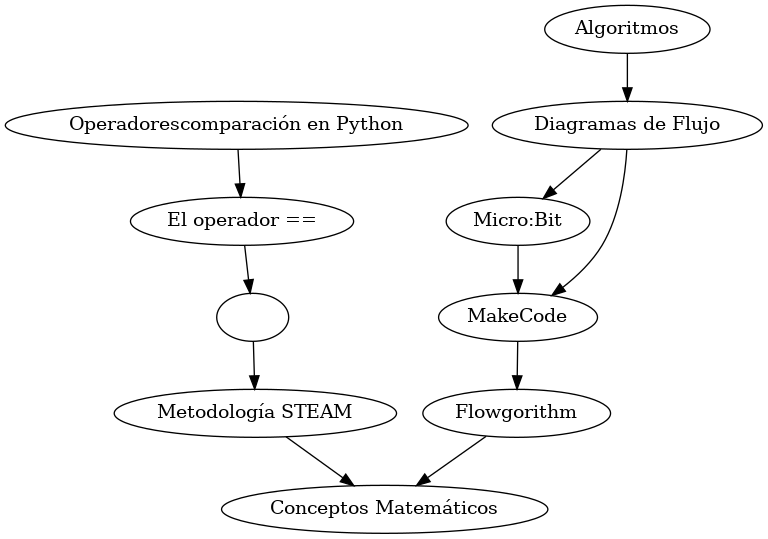 Algoritmos
Operadorescomparación en Python
Diagramas de Flujo
El operador ==
Micro:Bit
MakeCode
Metodología STEAM
Flowgorithm
Conceptos Matemáticos